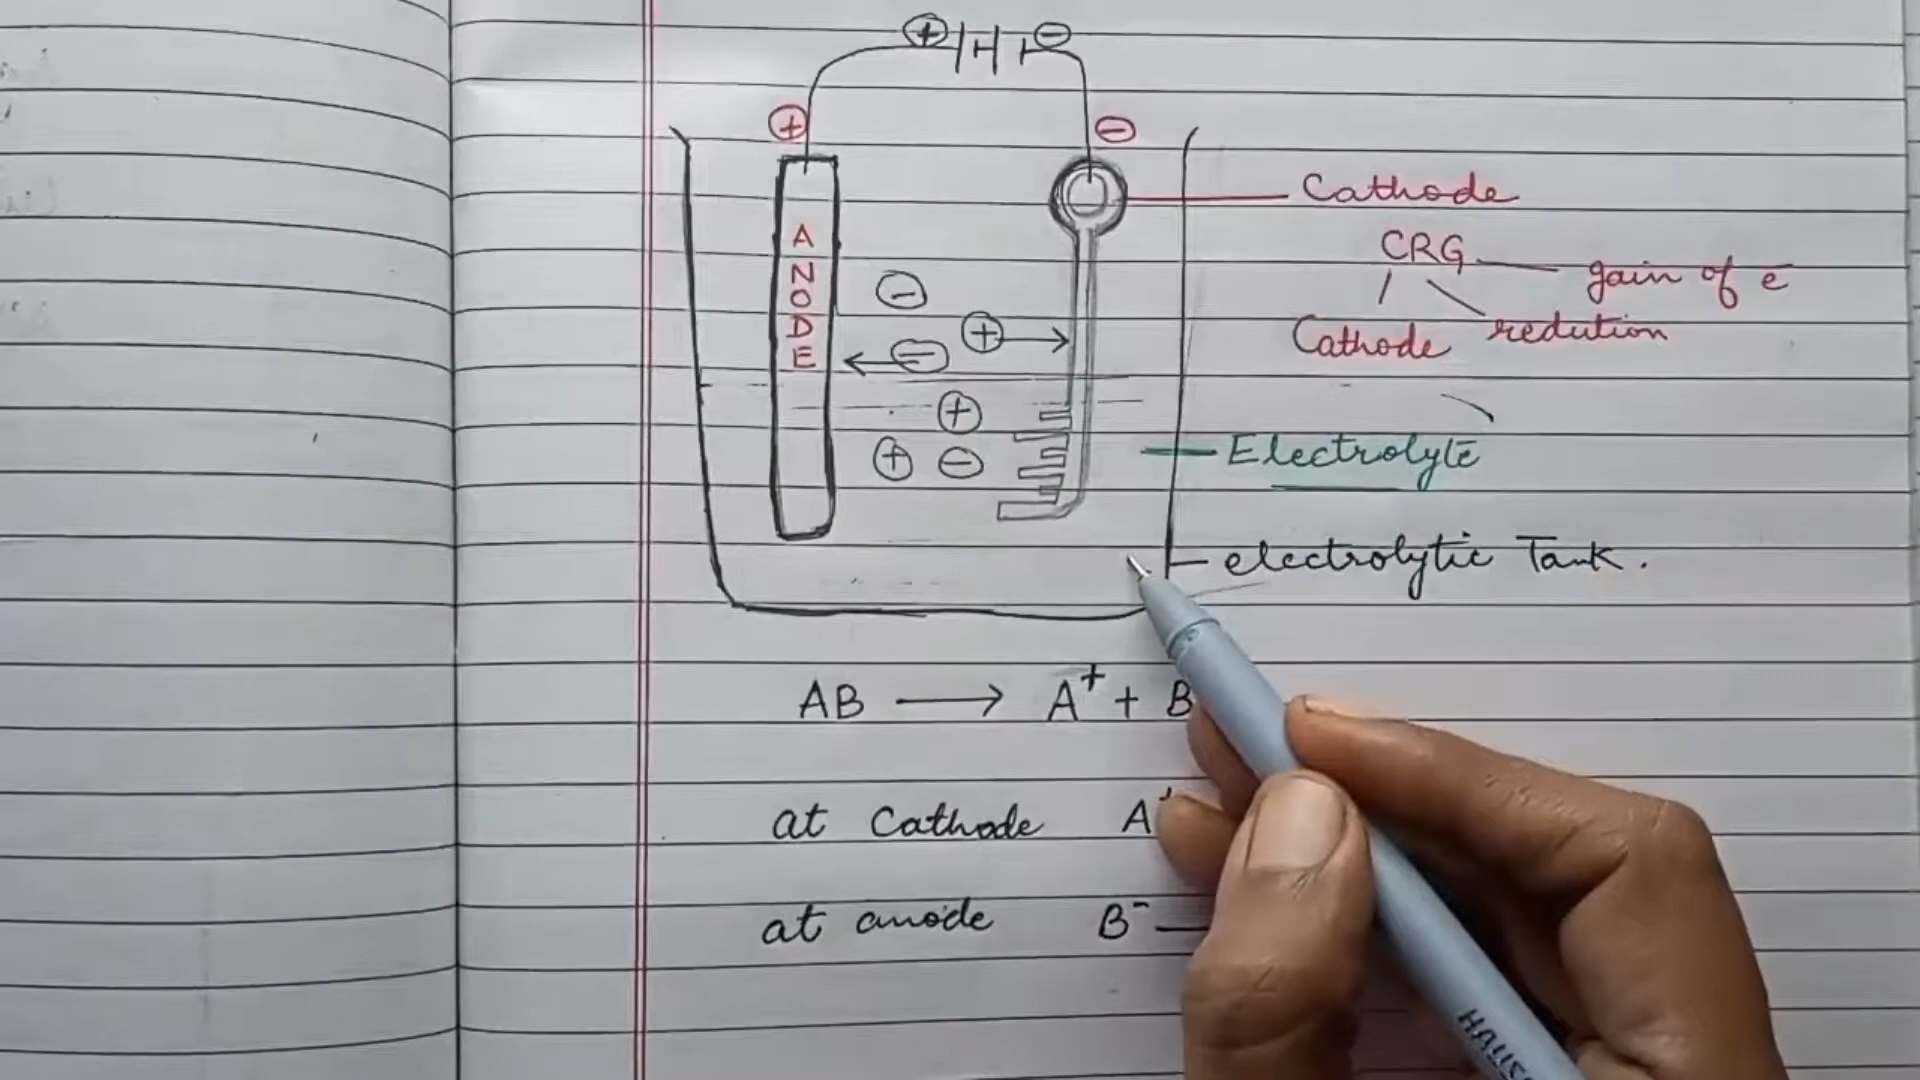 ⊕ ⊖
⊕ ⊖
ANODE
Cathode
CRG gain of e
Cathode redution
⊖
⊕
⊖
⊕
⊕ ⊖
Electrolyte
electrolytic Tank.
AB → A⁺ + B
at Cathode A⁺
at anode B⁻